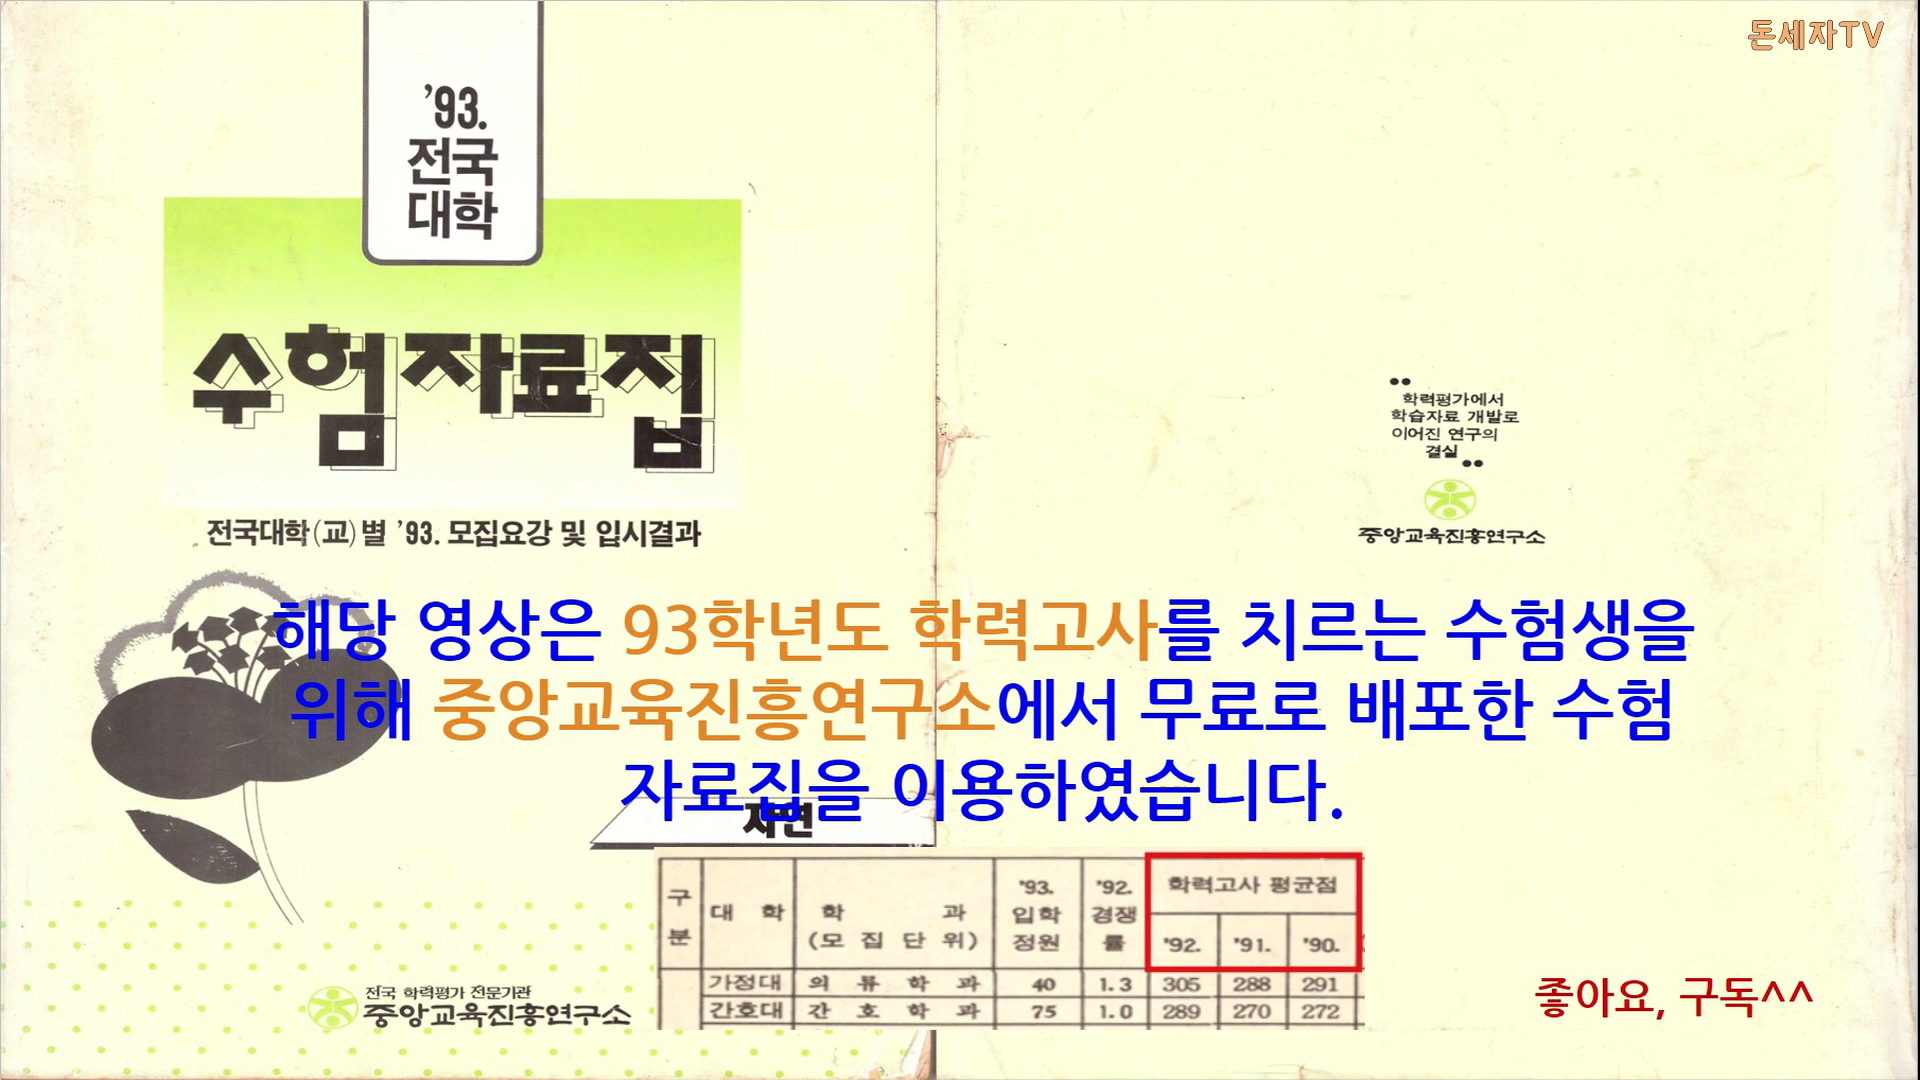 돈세자TV
'93.
전국
대학
수험자료집
전국대학(교)별 '93. 모집요강 및 입시결과
학력평가에서
학습자료 개발로
이어진 연구의
결실
중앙교육진흥연구소
해당 영상은 93학년도 학력고사를 치르는 수험생을
위해 중앙교육진흥연구소에서 무료로 배포한 수험
자료집을 이용하였습니다.
자연
구분 대학 학과(모집단위) '93. 입학정원 '92. 경쟁률 학력고사 평균점 '92. '91. '90.
가정대 의류학과 40 1.3 305 288 291
간호대 간호학과 75 1.0 289 270 272
전국 학력평가 전문기관
중앙교육진흥연구소
좋아요, 구독^^